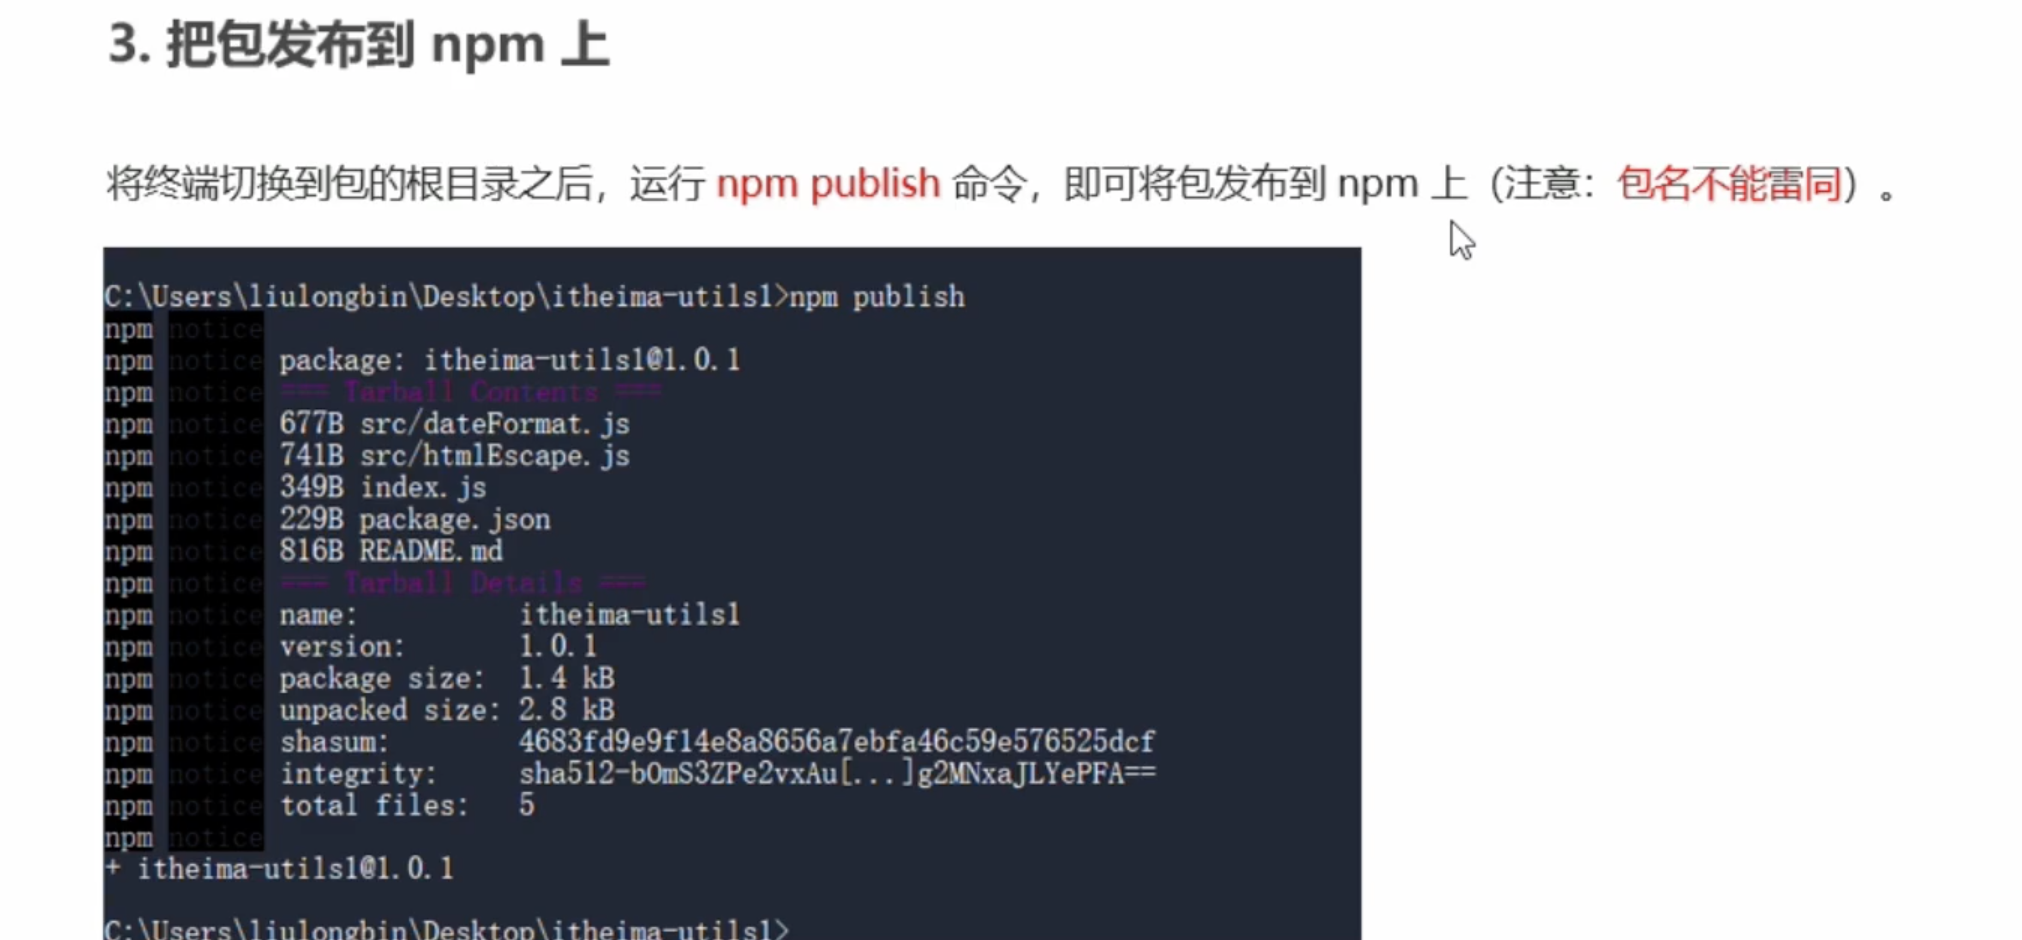 3. 把包发布到 npm 上
将终端切换到包的根目录之后，运行 npm publish 命令，即可将包发布到 npm 上（注意：包名不能雷同）。
C:\Users\liulongbin\Desktop\itheima-utils1>npm publish
npm notice
npm notice package: itheima-utils1@1.0.1
npm notice === Tarball Contents ===
npm notice 677B src/dateFormat.js
npm notice 741B src/htmlEscape.js
npm notice 349B index.js
npm notice 229B package.json
npm notice 816B README.md
npm notice === Tarball Details ===
npm notice name: itheima-utils1
npm notice version: 1.0.1
npm notice package size: 1.4 kB
npm notice unpacked size: 2.8 kB
npm notice shasum: 4683fd9e9f14e8a8656a7ebfa46c59e576525dcf
npm notice integrity: sha512-bOmS3ZPe2vxAu[...]g2MNxaJLYePFA==
npm notice total files: 5
npm notice
+ itheima-utils1@1.0.1
C:\Users\liulongbin\Desktop\itheima-utils1>